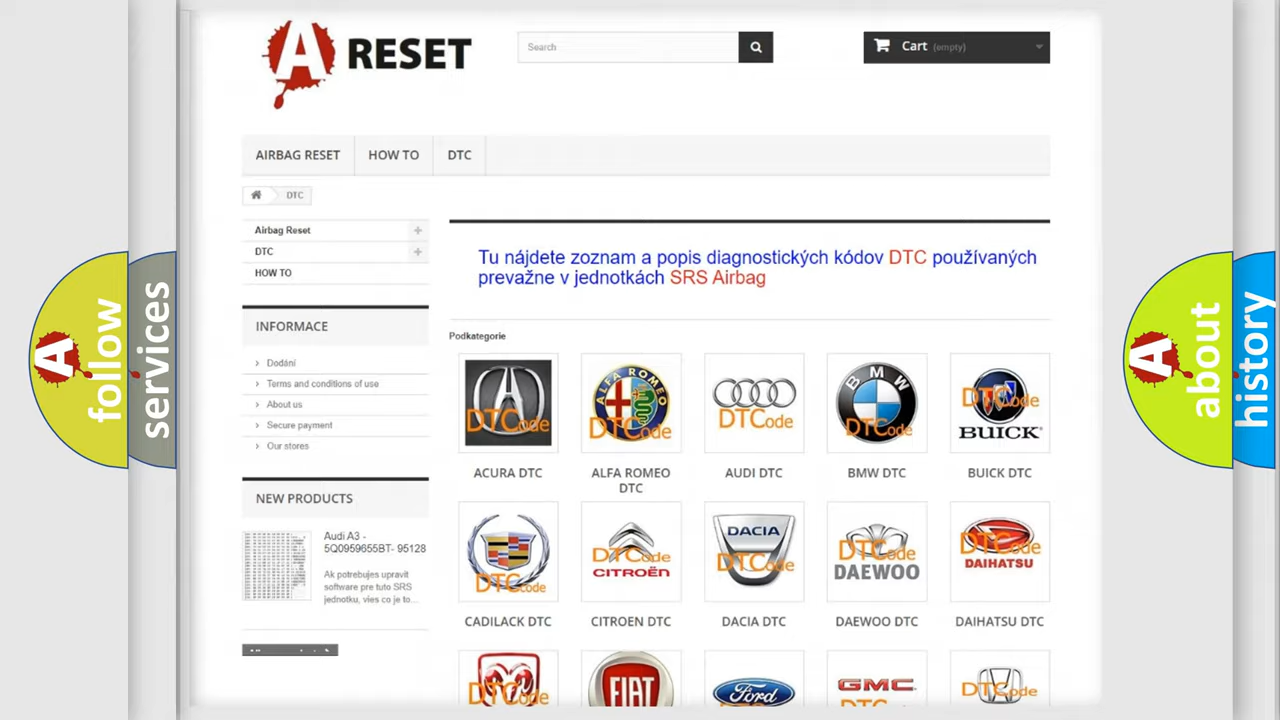 A RESET
Search
Cart (empty)
AIRBAG RESET
HOW TO
DTC
DTC
Airbag Reset
DTC
HOW TO
INFORMACE
Dodání
Terms and conditions of use
About us
Secure payment
Our stores
NEW PRODUCTS
Audi A3 -
5Q0959655BT- 95128
Ak potrebujes upravit
software pre tuto SRS
jednotku, vies co je to...
Tu nájdete zoznam a popis diagnostických kódov DTC používaných
prevažne v jednotkách SRS Airbag
Podkategorie
DTCode
ALFA ROMEO
DTCode
DTCode
BMW
DTCode
DTCode
BUICK
ACURA DTC
ALFA ROMEO
DTC
AUDI DTC
BMW DTC
BUICK DTC
DTCode
DTCode
CITROËN
DACIA
DTCode
DTCode
DAEWOO
DTCode
DAIHATSU
CADILACK DTC
CITROEN DTC
DACIA DTC
DAEWOO DTC
DAIHATSU DTC
DTCode
FIAT
Ford
GMC
DTCode
A
follow
services
A
about
history